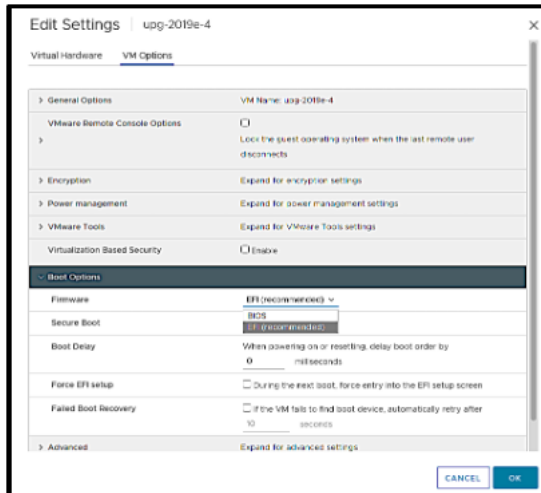 Edit Settings | upg-2019e-4
Virtual Hardware VM Options
General Options VM Name: upg-2019e-4
VMware Remote Console Options
Lock the guest operating system when the last remote user
disconnects
Encryption Expand for encryption settings
Power management Expand for power management settings
VMware Tools Expand for VMware Tools settings
Virtualization Based Security Enable
Boot Options
Firmware EFI (recommended)
BIOS
EFI (recommended)
Secure Boot
Boot Delay When powering on or resetting, delay boot order by
0 milliseconds
Force EFI setup During the next boot, force entry into the EFI setup screen
Failed Boot Recovery If the VM fails to find boot device, automatically retry after
10 seconds
Advanced Expand for advanced settings
CANCEL OK